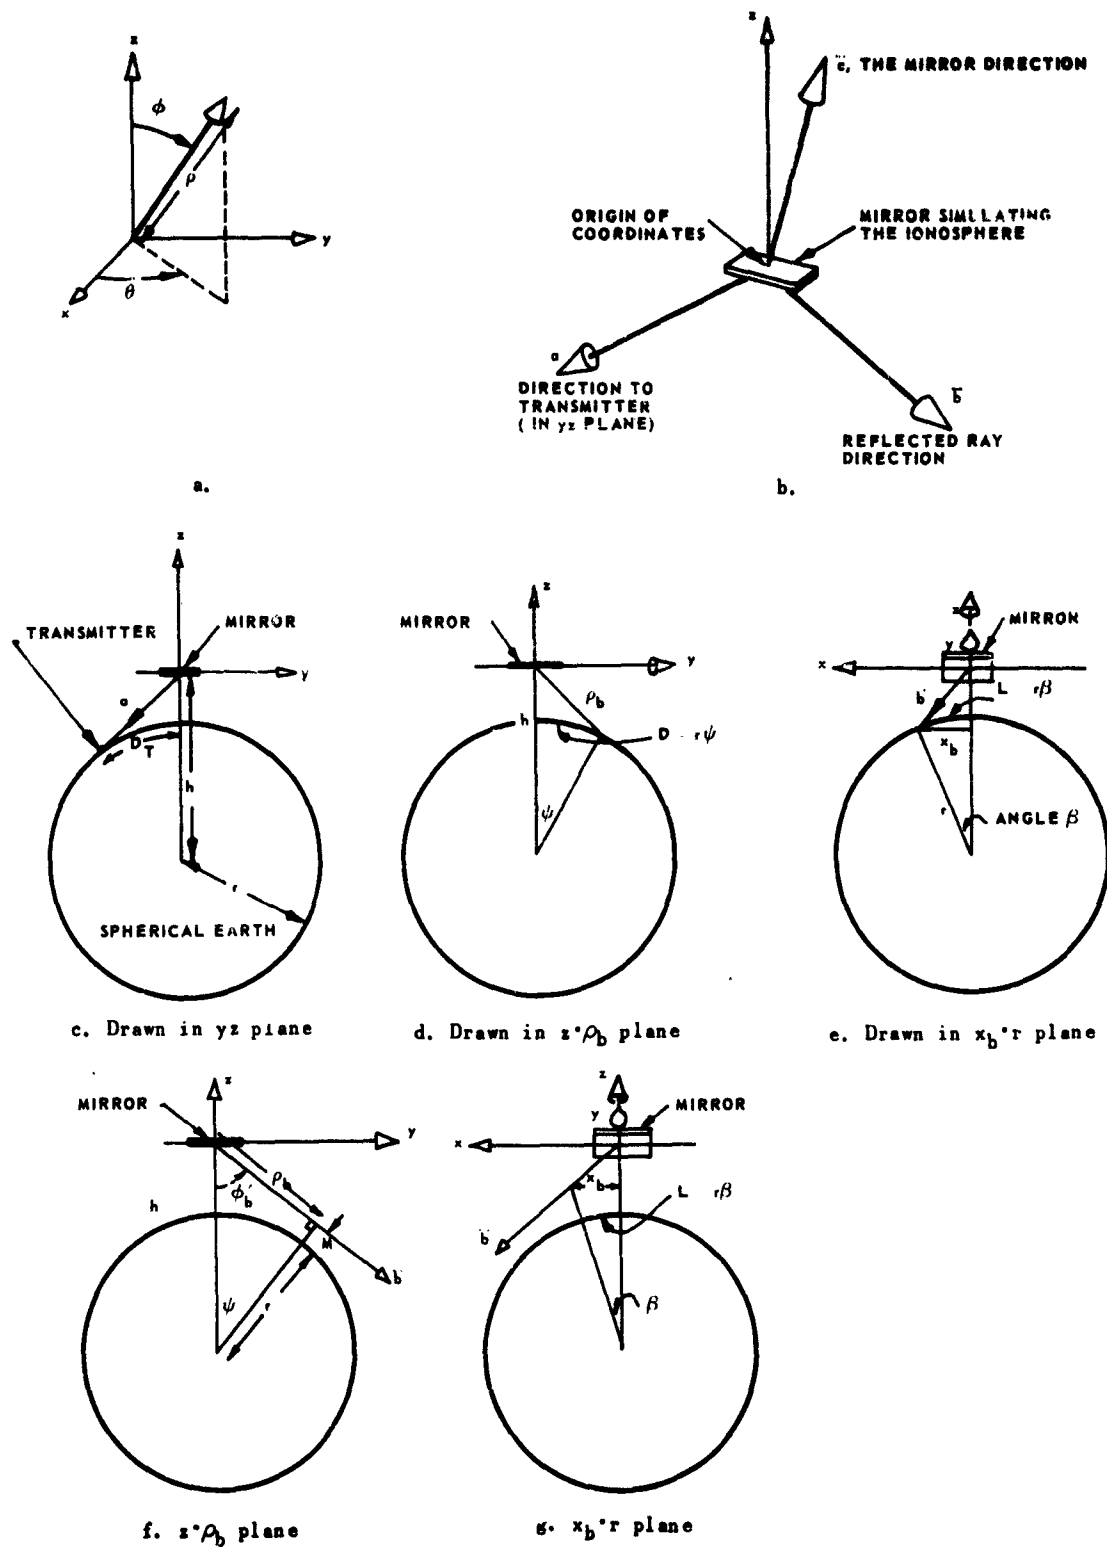 z
ϕ
ρ
y
θ
x
a.
z
c, THE MIRROR DIRECTION
ORIGIN OF
COORDINATES
MIRROR SIMULATING
THE IONOSPHERE
a
DIRECTION TO
TRANSMITTER
( IN yz PLANE)
b
REFLECTED RAY
DIRECTION
b.
z
TRANSMITTER
MIRROR
y
a
D_T
h
r
SPHERICAL EARTH
c. Drawn in yz plane
z
MIRROR
y
ρ_b
h
D rψ
ψ
d. Drawn in z·ρ_b plane
z
MIRROR
y
x
b
L rβ
x_b
r
ANGLE β
e. Drawn in x_b·r plane
z
MIRROR
y
ρ_b
ϕ_b
h
M
b
ψ
r
f. z·ρ_b plane
z
y
MIRROR
x
x_b
L rβ
b
β
g. x_b·r plane